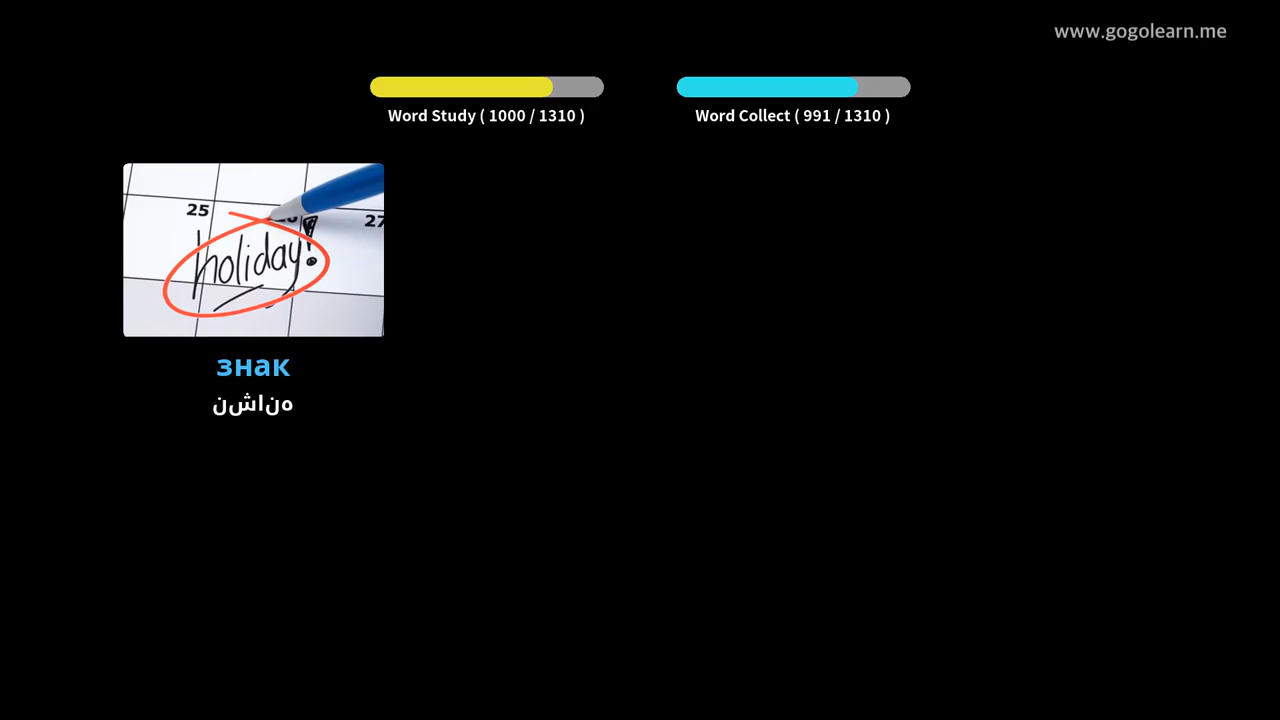 www.gogolearn.me
Word Study ( 1000 / 1310 )
Word Collect ( 991 / 1310 )
25
27
holiday!
знак
نشانه